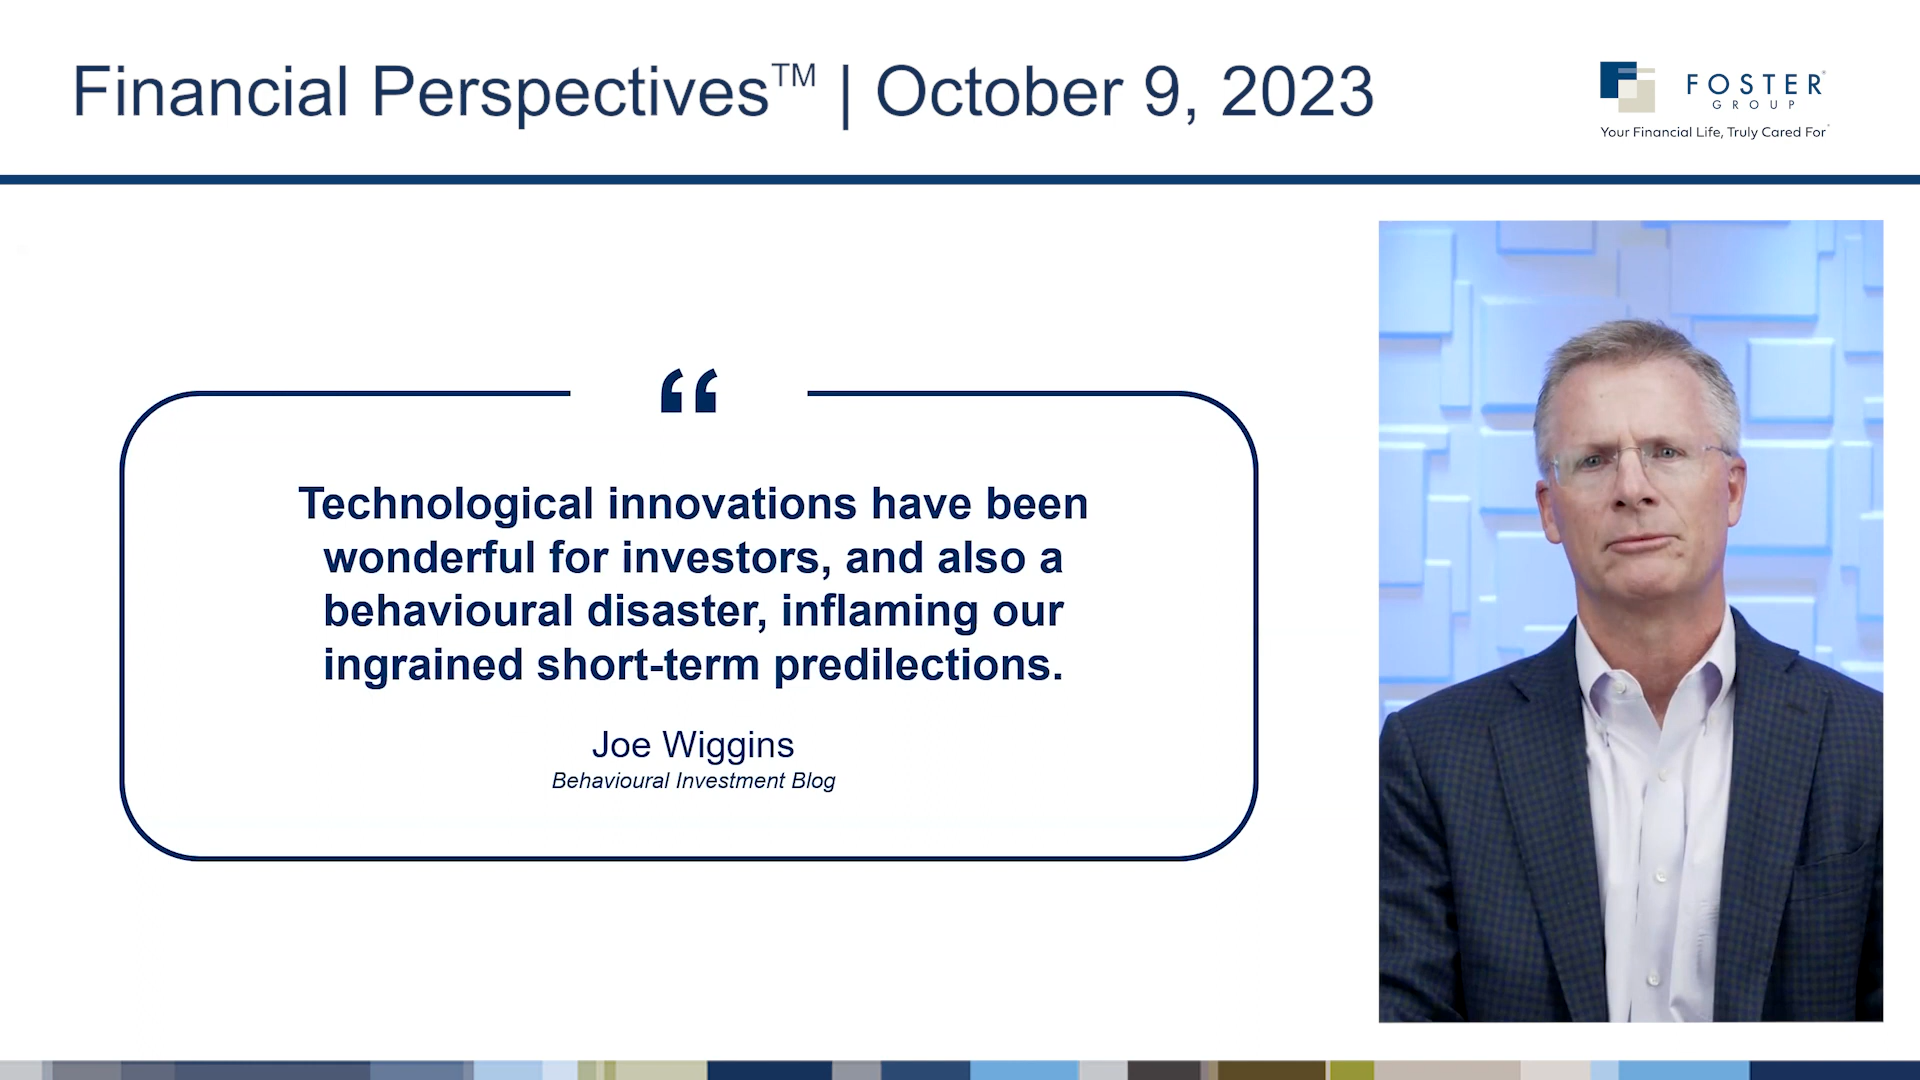 Financial Perspectives™ | October 9, 2023
FOSTER®
GROUP
Your Financial Life, Truly Cared For
“
Technological innovations have been
wonderful for investors, and also a
behavioural disaster, inflaming our
ingrained short-term predilections.
Joe Wiggins
Behavioural Investment Blog